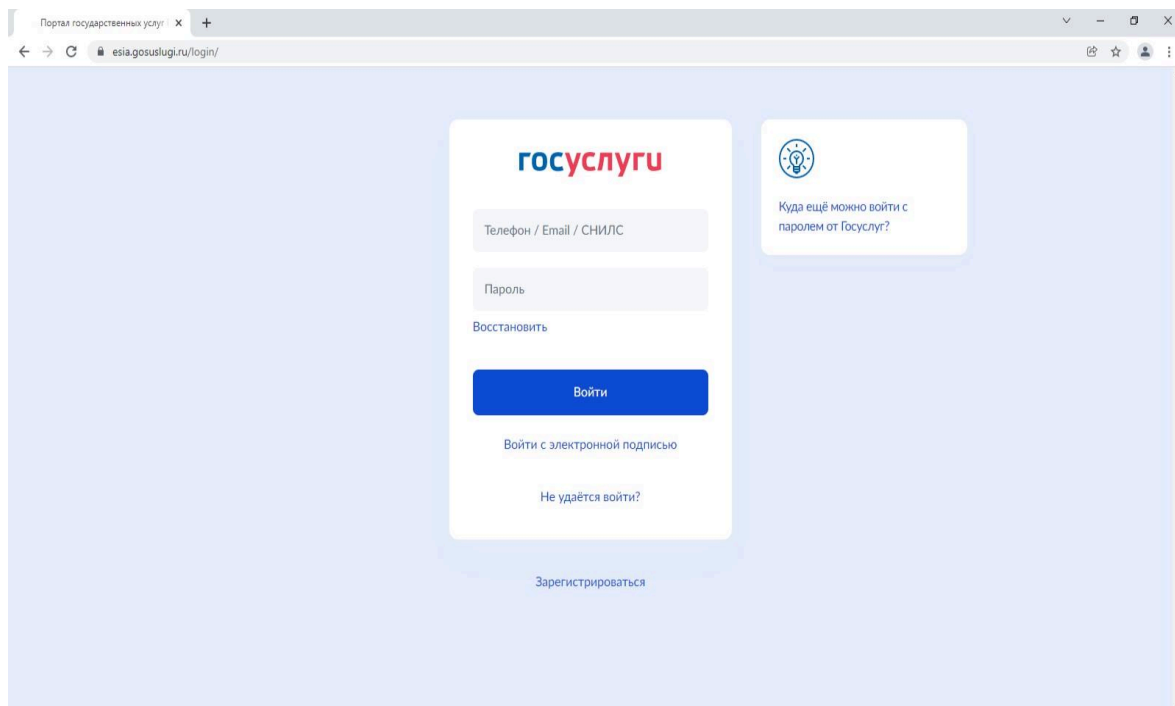 Портал государственных услуг
esia.gosuslugi.ru/login/
госуслуги
Телефон / Email / СНИЛС
Пароль
Восстановить
Войти
Войти с электронной подписью
Не удаётся войти?
Зарегистрироваться
Куда ещё можно войти с
паролем от Госуслуг?